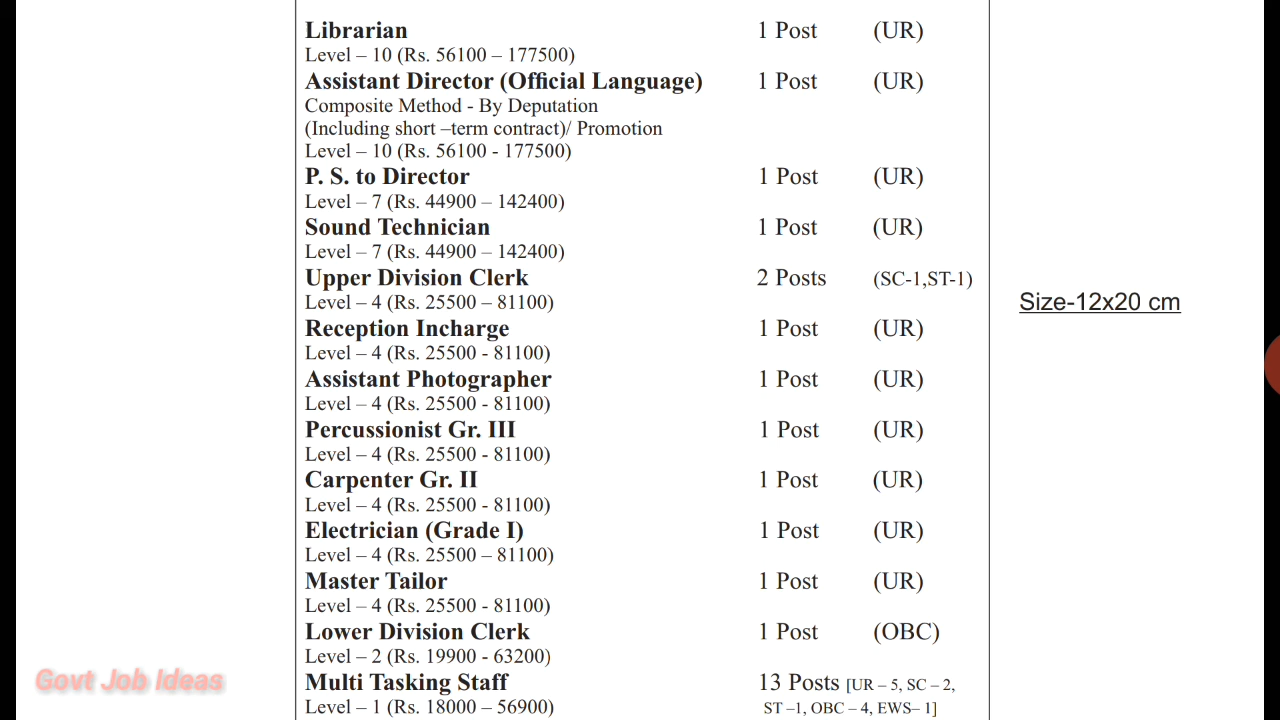 Librarian 1 Post (UR)
Level – 10 (Rs. 56100 – 177500)
Assistant Director (Official Language) 1 Post (UR)
Composite Method - By Deputation
(Including short –term contract)/ Promotion
Level – 10 (Rs. 56100 - 177500)
P. S. to Director 1 Post (UR)
Level – 7 (Rs. 44900 – 142400)
Sound Technician 1 Post (UR)
Level – 7 (Rs. 44900 – 142400)
Upper Division Clerk 2 Posts (SC-1,ST-1)
Level – 4 (Rs. 25500 – 81100)
Size-12x20 cm
Reception Incharge 1 Post (UR)
Level – 4 (Rs. 25500 - 81100)
Assistant Photographer 1 Post (UR)
Level – 4 (Rs. 25500 - 81100)
Percussionist Gr. III 1 Post (UR)
Level – 4 (Rs. 25500 - 81100)
Carpenter Gr. II 1 Post (UR)
Level – 4 (Rs. 25500 - 81100)
Electrician (Grade I) 1 Post (UR)
Level – 4 (Rs. 25500 – 81100)
Master Tailor 1 Post (UR)
Level – 4 (Rs. 25500 - 81100)
Lower Division Clerk 1 Post (OBC)
Level – 2 (Rs. 19900 - 63200)
Multi Tasking Staff 13 Posts [UR – 5, SC – 2,
Level – 1 (Rs. 18000 – 56900) ST –1, OBC – 4, EWS– 1]
Govt Job Ideas